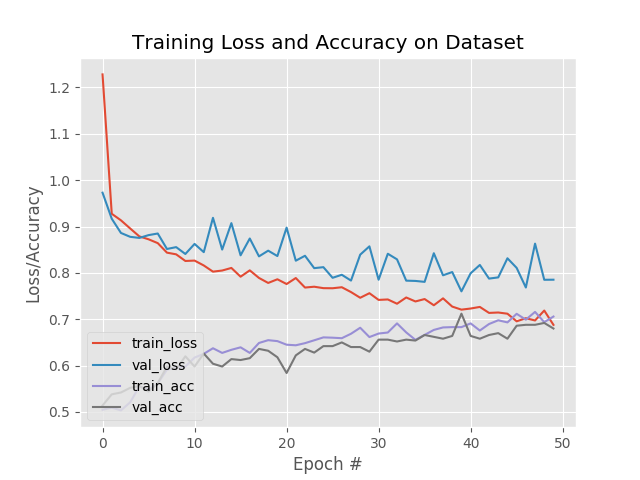 Training Loss and Accuracy on Dataset
Loss/Accuracy
1.2
1.1
1.0
0.9
0.8
0.7
0.6
0.5
train_loss
val_loss
train_acc
val_acc
0 10 20 30 40 50
Epoch #